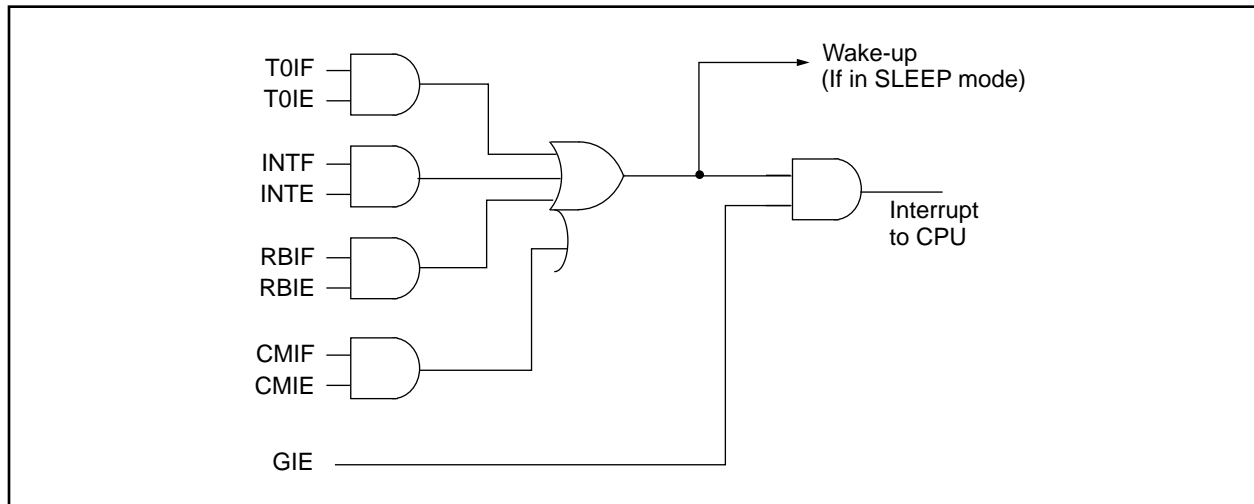 T0IF
T0IE
INTF
INTE
RBIF
RBIE
CMIF
CMIE
GIE
Wake-up
(If in SLEEP mode)
Interrupt
to CPU